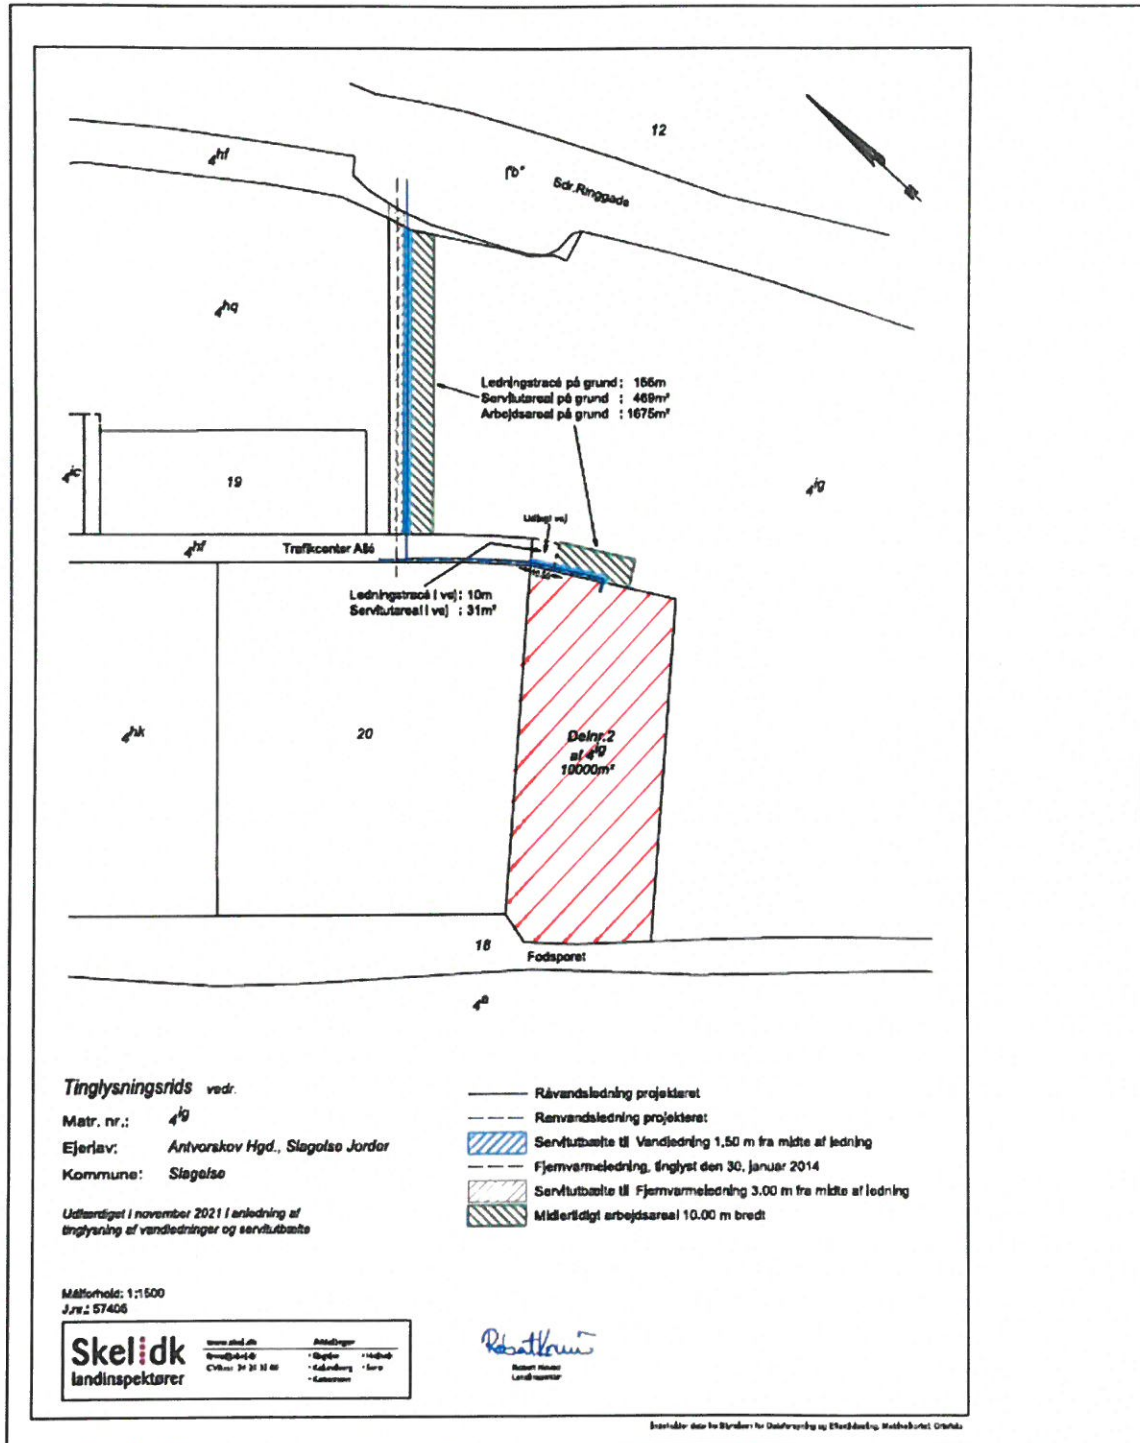 12
4hf
"b"
Sdr.Ringgade
4hq
Ledningstracé på grund : 156m
Servitutareal på grund : 469m²
Arbejdsareal på grund : 1675m²
4ic
19
4ig
Udlagt vej
4hf
Trafikcenter Allé
Ledningstracé i vej : 10m
Servitutareal i vej : 31m²
4hk
20
Delnr.2
af 4ig
10000m²
18
Fodsporet
4a
Tinglysningsrids vedr.
Matr. nr.: 4ig
Ejerlav: Antvorskov Hgd., Slagelse Jorder
Kommune: Slagelse
Udfærdiget i november 2021 i anledning af
tinglysning af vandledninger og servitutbælte
Råvandsledning projekteret
Renvandsledning projekteret
Servitutbælte til Vandledning 1,50 m fra midte af ledning
Fjernvarmeledning, tinglyst den 30. januar 2014
Servitutbælte til Fjernvarmeledning 3.00 m fra midte af ledning
Midlertidigt arbejdsareal 10.00 m bredt
Målforhold: 1:1500
J.nr.: 57406
Skel.dk
landinspektører
www.skel.dk
Afdelinger
Landinspektør